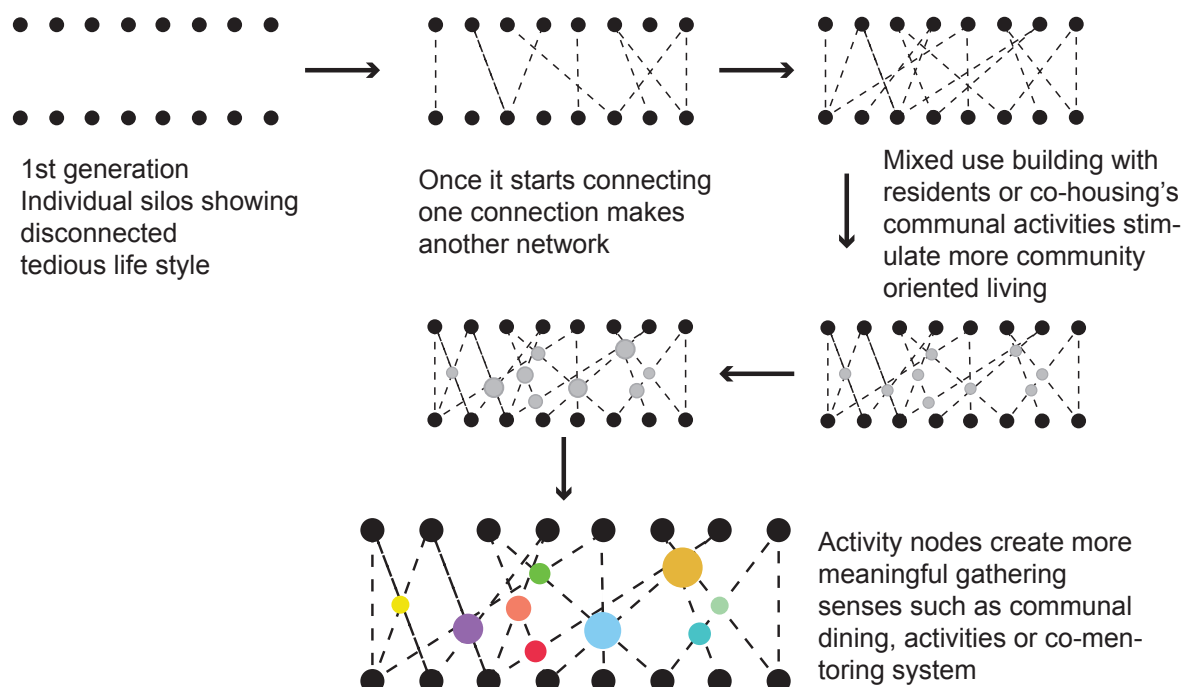 1st generation
Individual silos showing
disconnected
tedious life style
Once it starts connecting
one connection makes
another network
Mixed use building with
residents or co-housing's
communal activities stim-
ulate more community
oriented living
Activity nodes create more
meaningful gathering
senses such as communal
dining, activities or co-men-
toring system